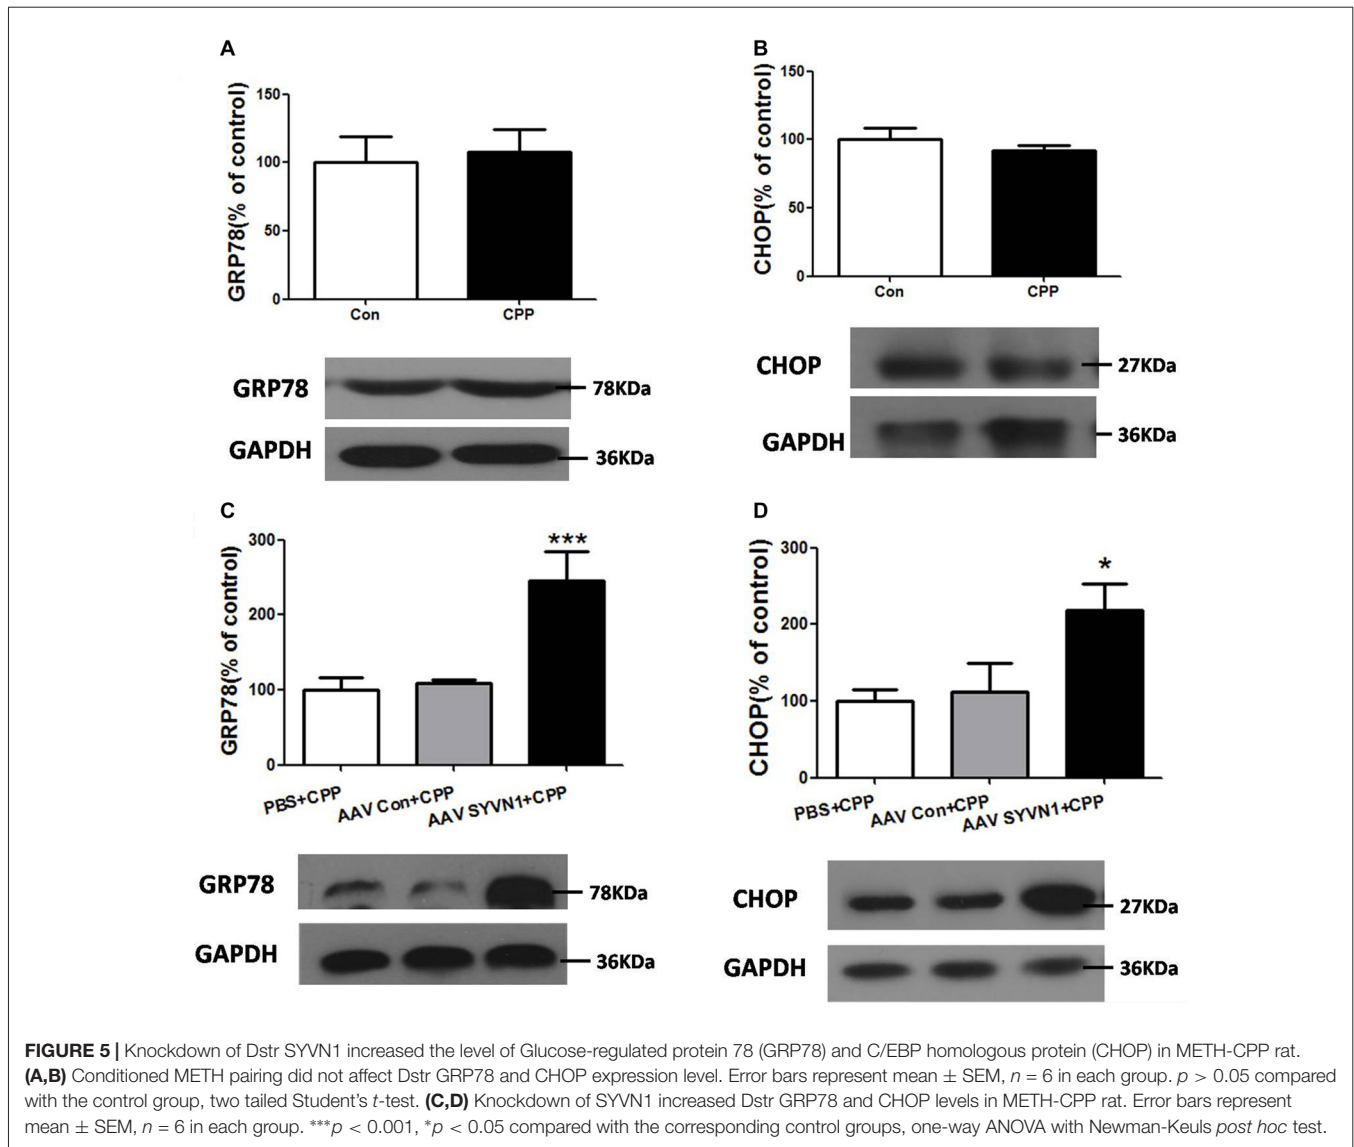 A
GRP78(% of control)
150
100
50
0
Con
CPP
GRP78
78KDa
GAPDH
36KDa
B
CHOP(% of control)
150
100
50
0
Con
CPP
CHOP
27KDa
GAPDH
36KDa
C
GRP78(% of control)
300
200
100
0
***
PBS+CPP
AAV Con+CPP
AAV SYVN1+CPP
GRP78
78KDa
GAPDH
36KDa
D
CHOP(% of control)
300
200
100
0
*
PBS+CPP
AAV Con+CPP
AAV SYVN1+CPP
CHOP
27KDa
GAPDH
36KDa
FIGURE 5 | Knockdown of Dstr SYVN1 increased the level of Glucose-regulated protein 78 (GRP78) and C/EBP homologous protein (CHOP) in METH-CPP rat.
(A,B) Conditioned METH pairing did not affect Dstr GRP78 and CHOP expression level. Error bars represent mean ± SEM, n = 6 in each group. p > 0.05 compared
with the control group, two tailed Student's t-test. (C,D) Knockdown of SYVN1 increased Dstr GRP78 and CHOP levels in METH-CPP rat. Error bars represent
mean ± SEM, n = 6 in each group. ***p < 0.001, *p < 0.05 compared with the corresponding control groups, one-way ANOVA with Newman-Keuls post hoc test.